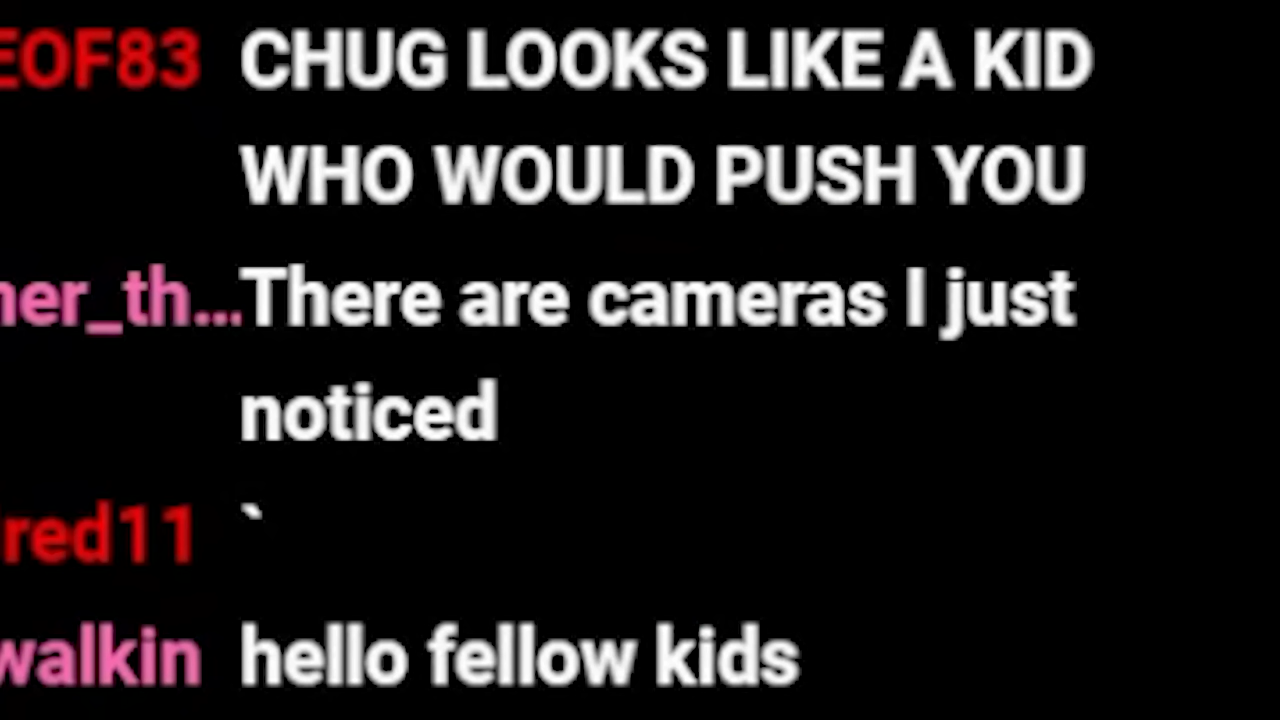 EOF83 CHUG LOOKS LIKE A KID
WHO WOULD PUSH YOU
her_th... There are cameras I just
noticed
red11 `
walkin hello fellow kids